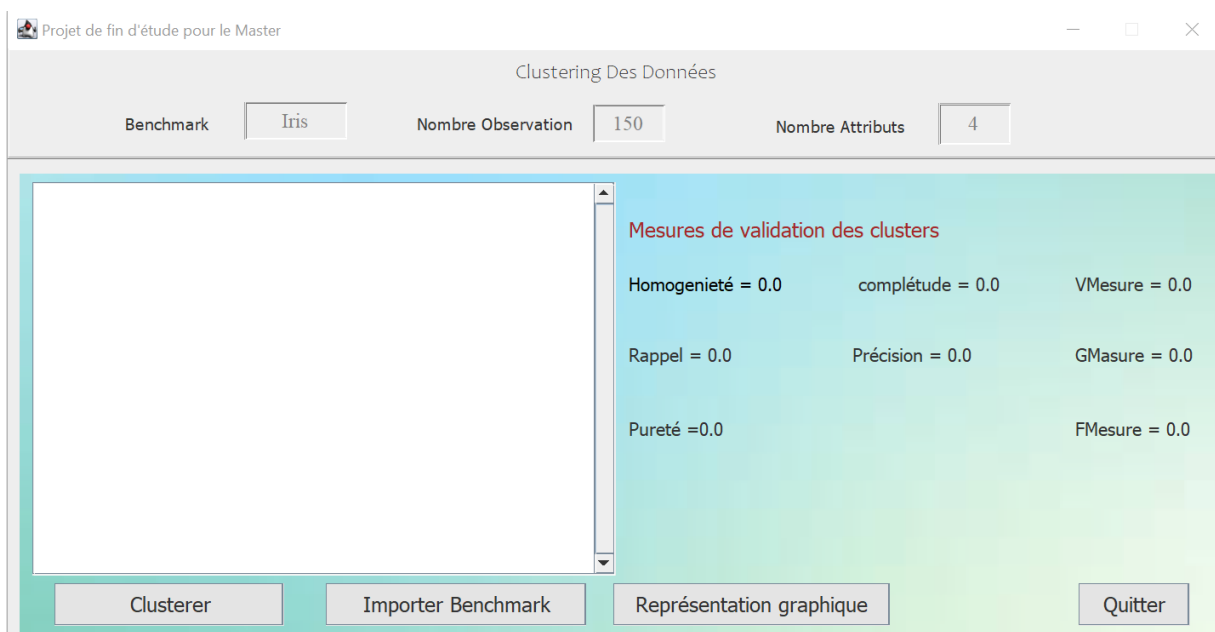 Projet de fin d'étude pour le Master
Clustering Des Données
Benchmark Iris Nombre Observation 150 Nombre Attributs 4
Mesures de validation des clusters
Homogenieté = 0.0 complétude = 0.0 VMesure = 0.0
Rappel = 0.0 Précision = 0.0 GMasure = 0.0
Pureté =0.0 FMesure = 0.0
Clusterer Importer Benchmark Représentation graphique Quitter